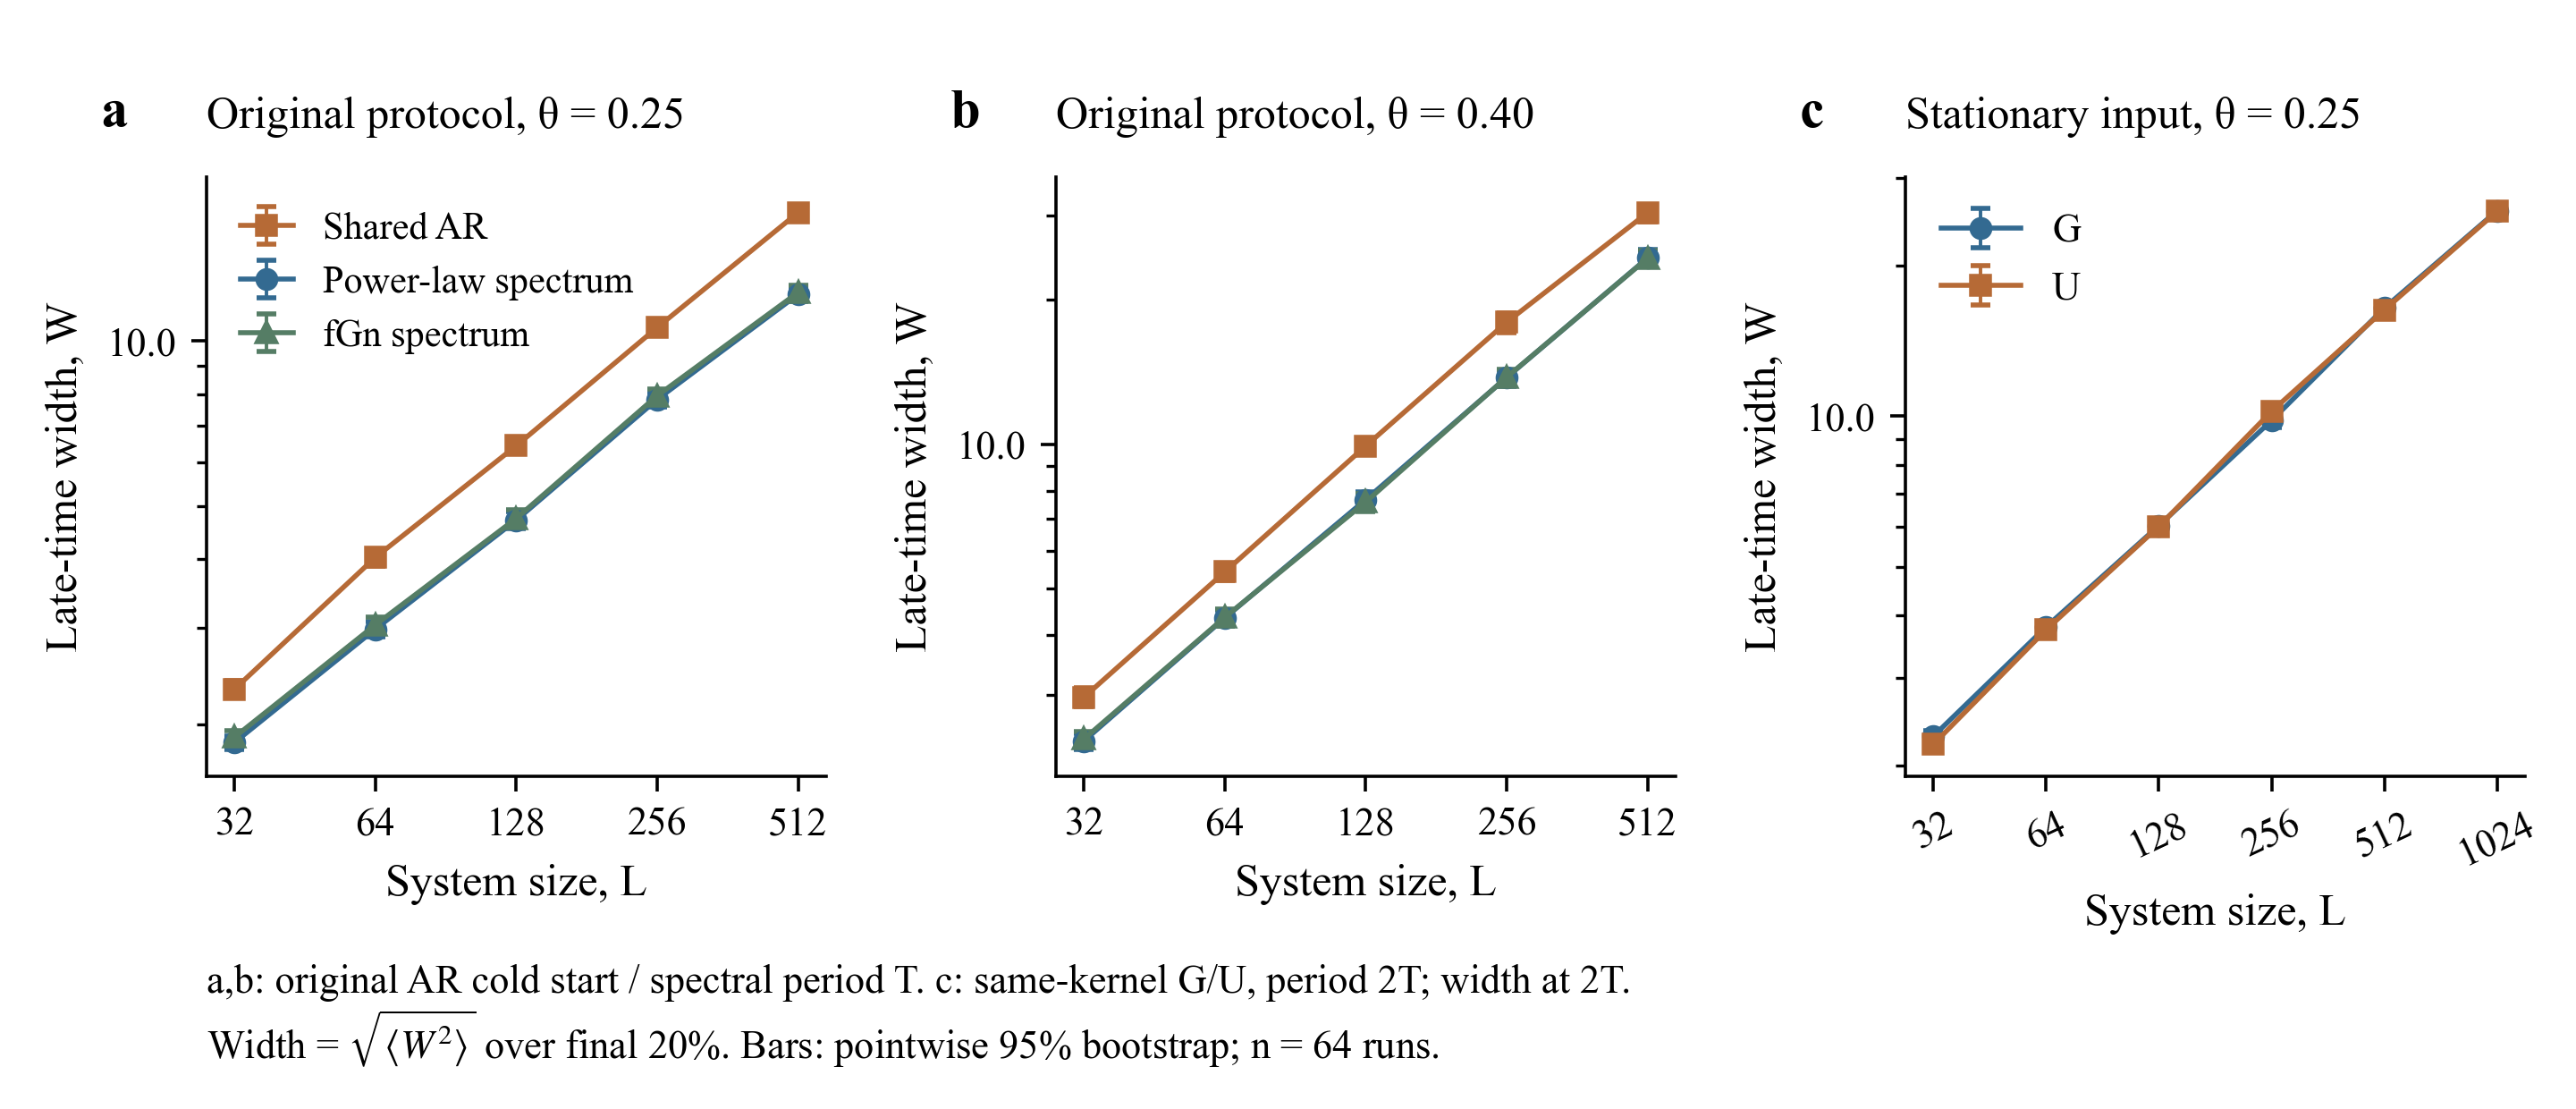 a Original protocol, θ = 0.25
Late-time width, W
10.0
Shared AR
Power-law spectrum
fGn spectrum
32 64 128 256 512
System size, L
b Original protocol, θ = 0.40
Late-time width, W
10.0
32 64 128 256 512
System size, L
c Stationary input, θ = 0.25
Late-time width, W
10.0
G
U
32 64 128 256 512 1024
System size, L
a,b: original AR cold start / spectral period T. c: same-kernel G/U, period 2T; width at 2T.
Width = √⟨W²⟩ over final 20%. Bars: pointwise 95% bootstrap; n = 64 runs.